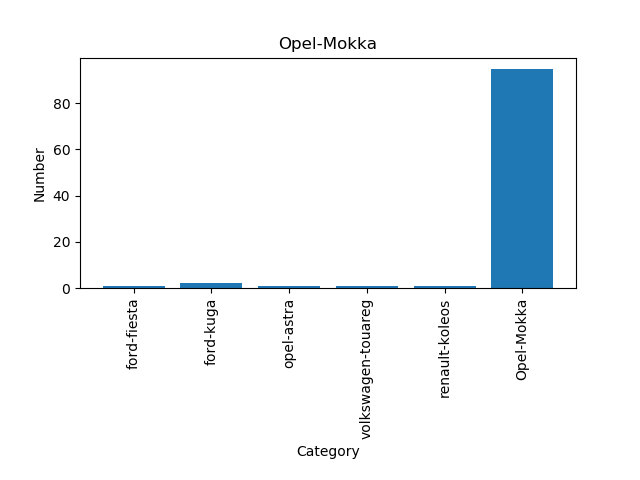 Opel-Mokka
Number
80
60
40
20
0
ford-fiesta
ford-kuga
opel-astra
volkswagen-touareg
renault-koleos
Opel-Mokka
Category